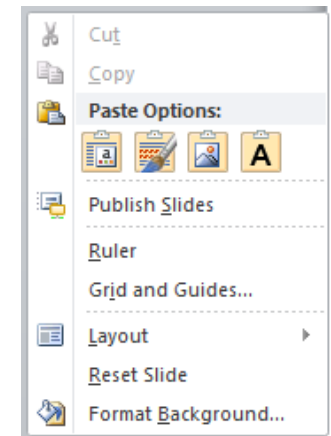 Cut
Copy
Paste Options:
a A
Publish Slides
Ruler
Grid and Guides...
Layout
Reset Slide
Format Background...